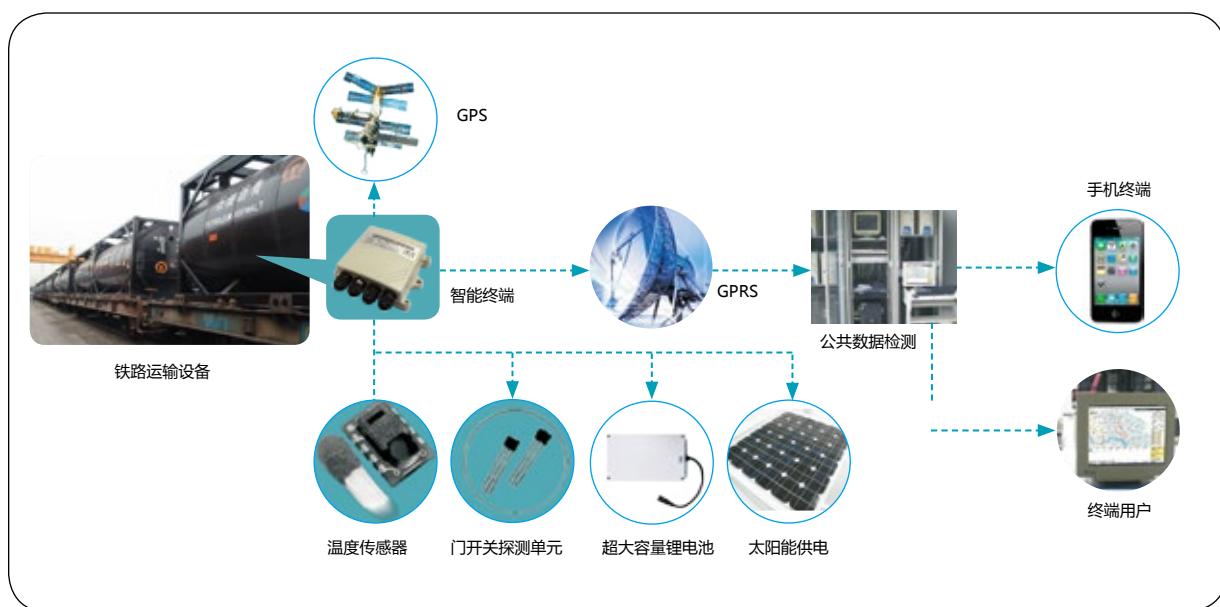 GPS
手机终端
智能终端
GPRS
公共数据检测
铁路运输设备
终端用户
温度传感器
门开关探测单元
超大容量锂电池
太阳能供电